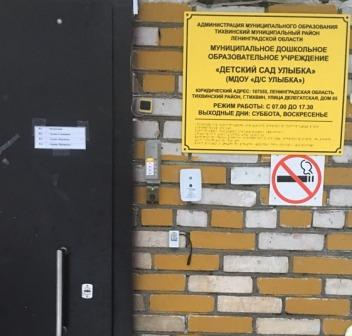 АДМИНИСТРАЦИЯ МУНИЦИПАЛЬНОГО ОБРАЗОВАНИЯ
ТИХВИНСКИЙ МУНИЦИПАЛЬНЫЙ РАЙОН
ЛЕНИНГРАДСКОЙ ОБЛАСТИ
МУНИЦИПАЛЬНОЕ ДОШКОЛЬНОЕ
ОБРАЗОВАТЕЛЬНОЕ УЧРЕЖДЕНИЕ
«ДЕТСКИЙ САД УЛЫБКА»
(МДОУ «Д/С УЛЫБКА»)
ЮРИДИЧЕСКИЙ АДРЕС: 187555, ЛЕНИНГРАДСКАЯ ОБЛАСТЬ
ТИХВИНСКИЙ РАЙОН, Г.ТИХВИН, УЛИЦА ДЕЛЕГАТСКАЯ, ДОМ
РЕЖИМ РАБОТЫ: С 07.00 ДО 17.30
ВЫХОДНЫЕ ДНИ: СУББОТА, ВОСКРЕСЕНЬЕ